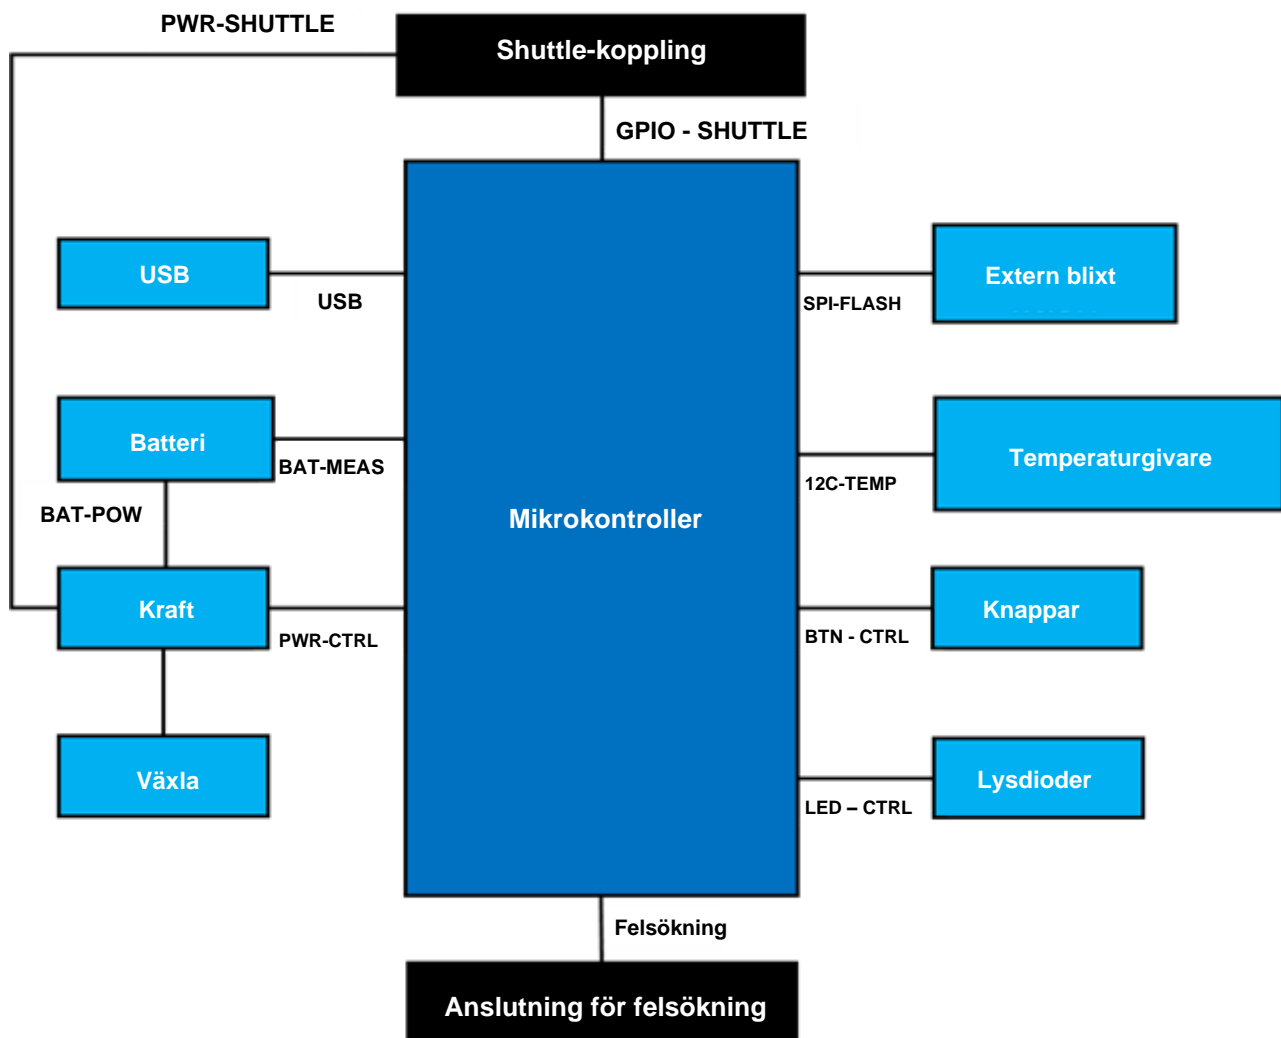 PWR-SHUTTLE
Shuttle-koppling
GPIO - SHUTTLE
USB
USB
Extern blixt
SPI-FLASH
Batteri
BAT-MEAS
Temperaturgivare
12C-TEMP
BAT-POW
Mikrokontroller
Kraft
PWR-CTRL
Knappar
BTN - CTRL
Växla
Lysdioder
LED – CTRL
Felsökning
Anslutning för felsökning